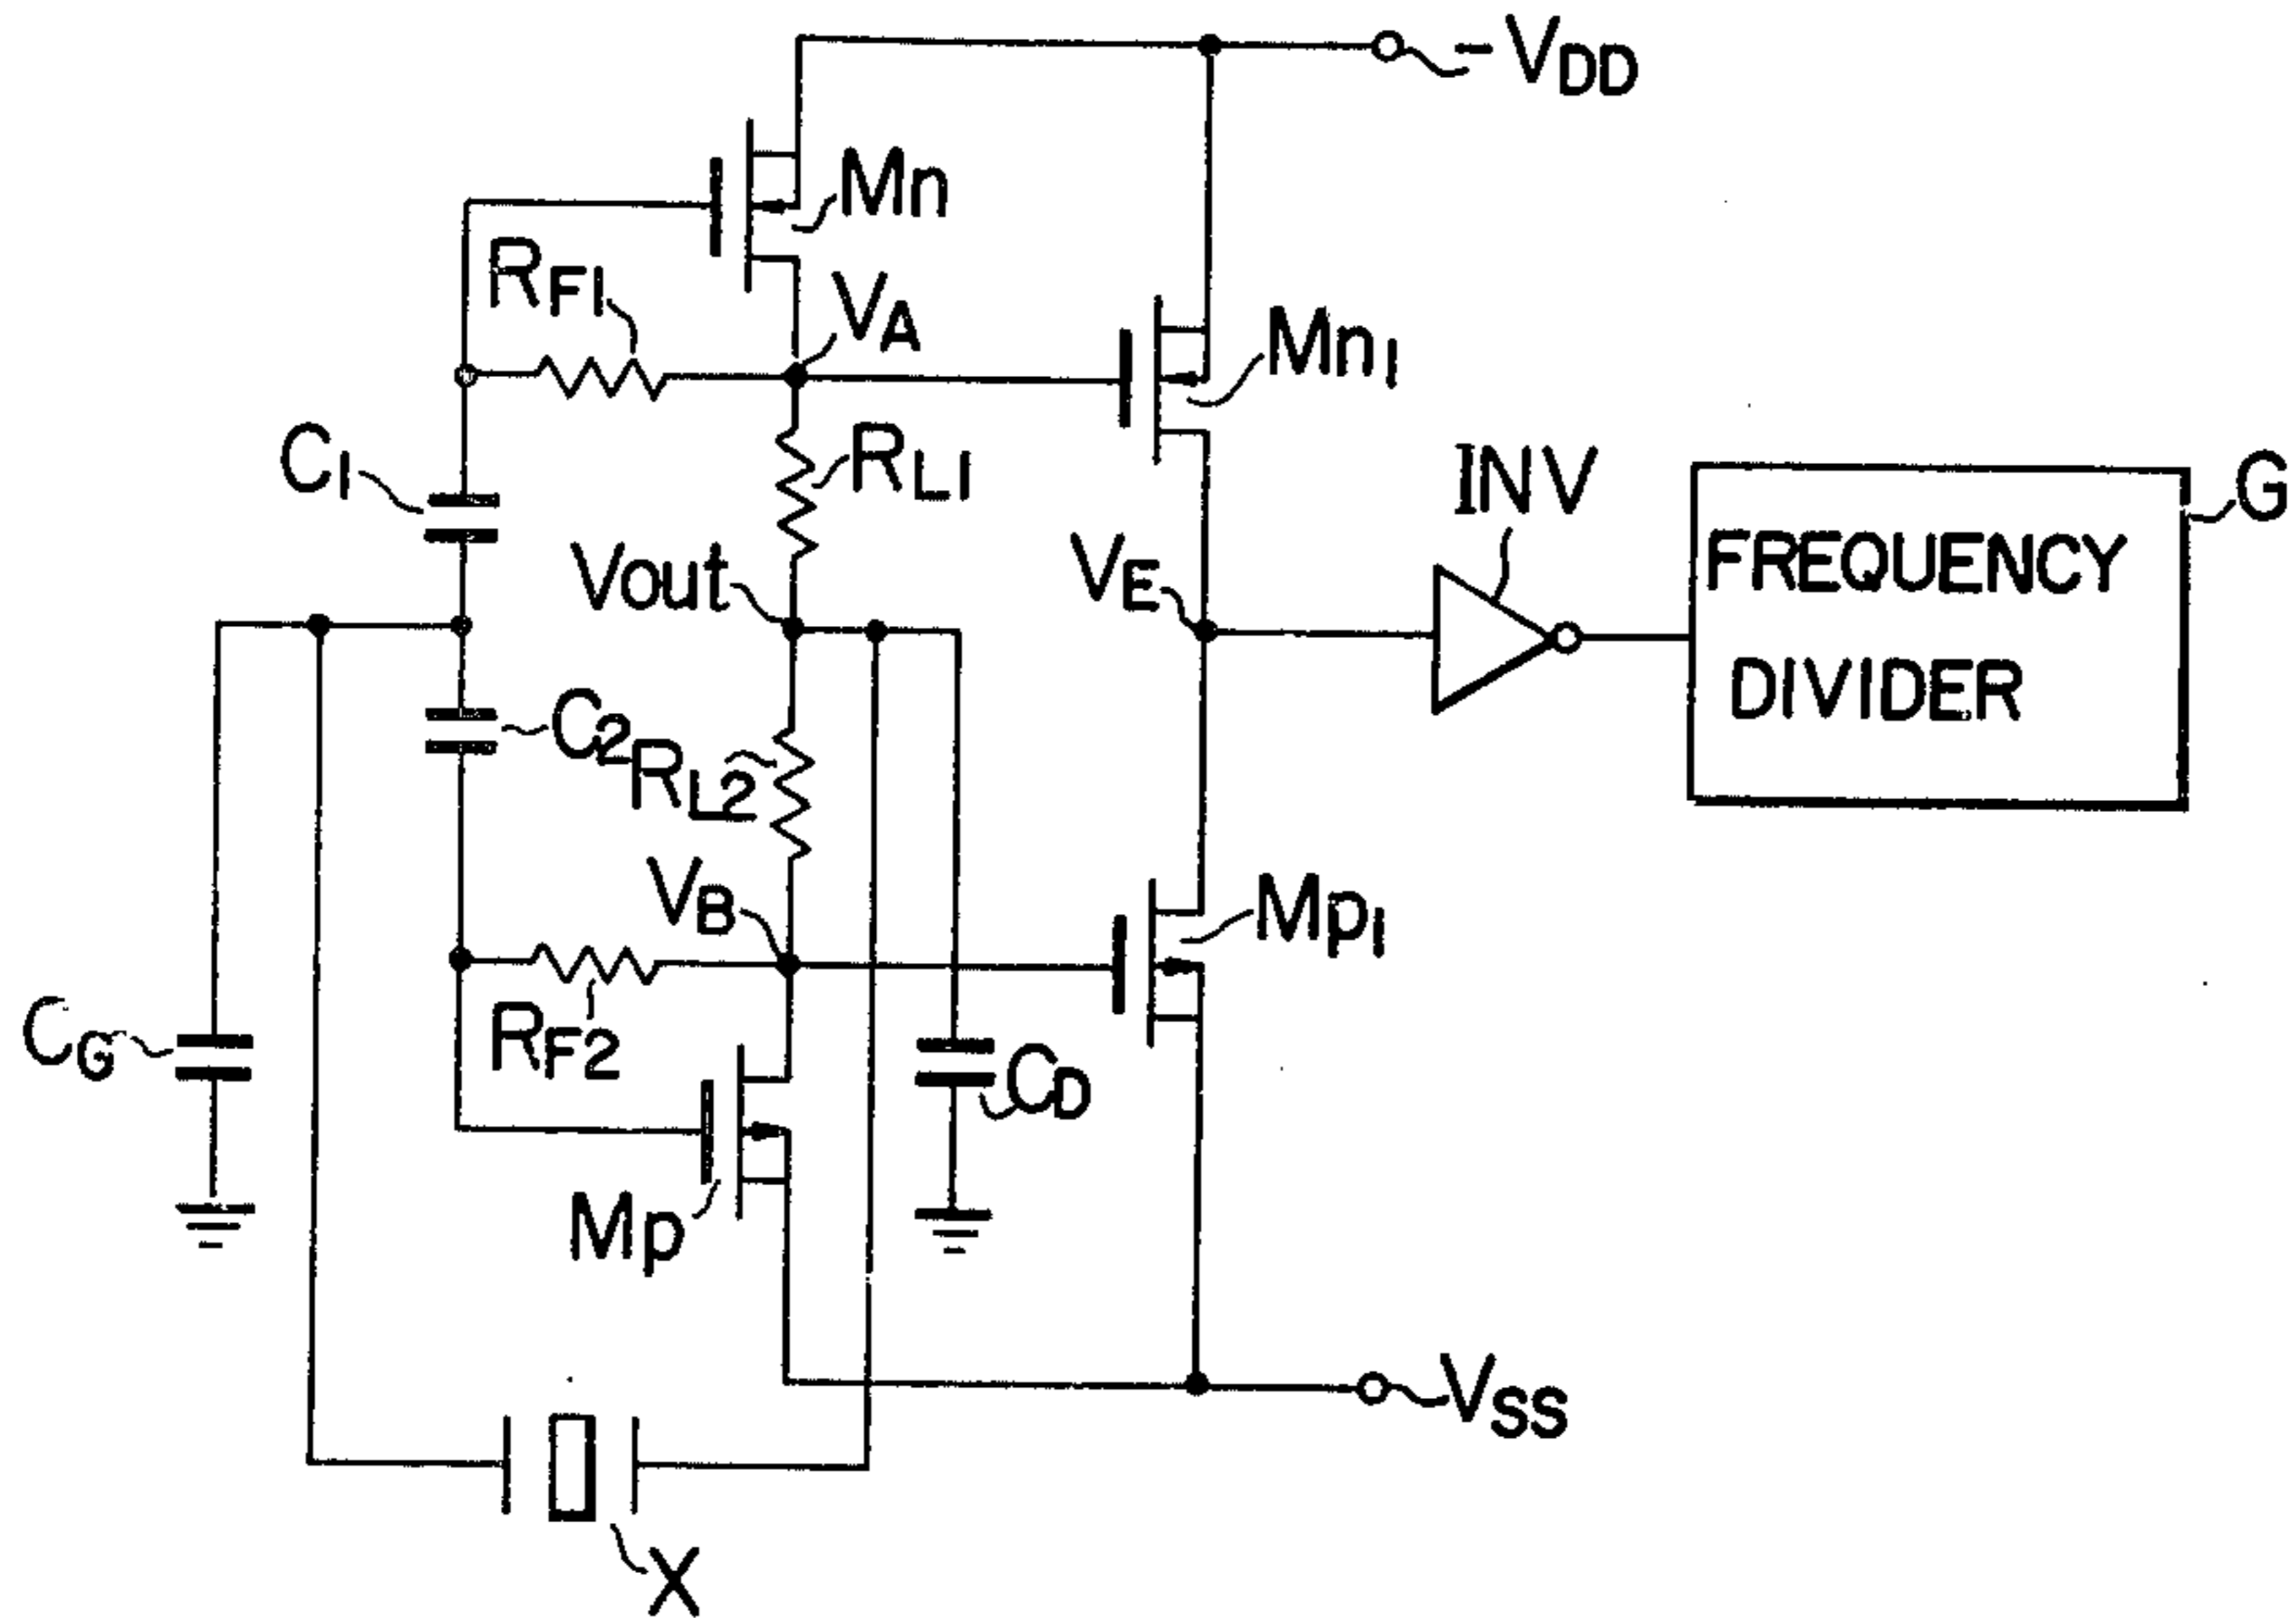 -VDD
Mn
RF1
VA
Mn1
C1
RL1
INV
G
Vout
VE
FREQUENCY
DIVIDER
C2
RL2
VB
Mp1
CG
RF2
CD
Mp
VSS
X